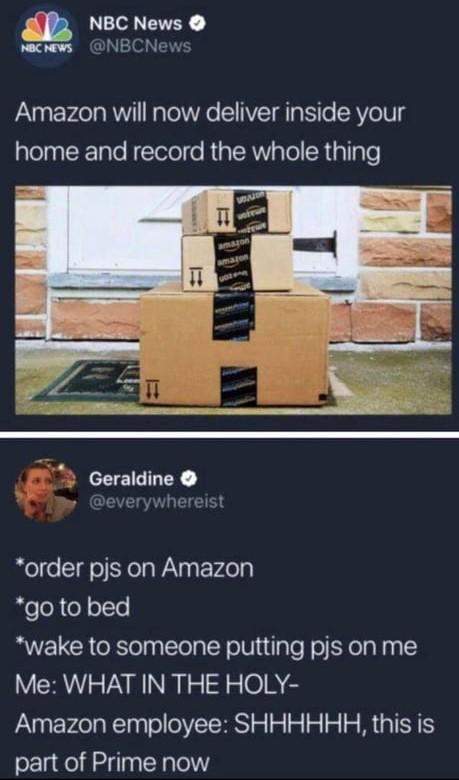 NBC News
NBC NEWS
@NBCNews
Amazon will now deliver inside your
home and record the whole thing
amazon
amazon
Geraldine
@everywhereist
*order pjs on Amazon
*go to bed
*wake to someone putting pjs on me
Me: WHAT IN THE HOLY-
Amazon employee: SHHHHHH, this is
part of Prime now